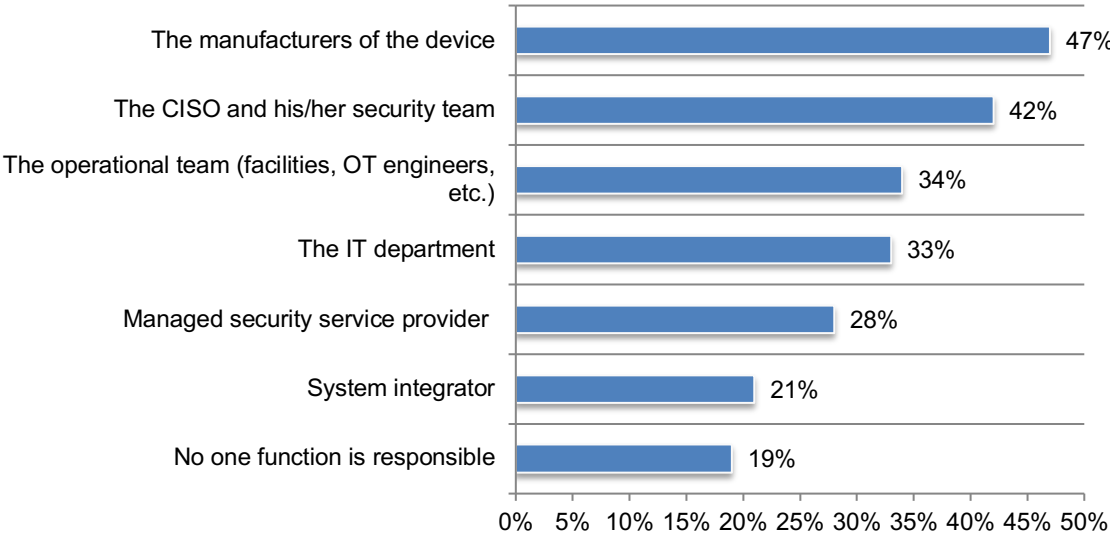 The manufacturers of the device
47%
The CISO and his/her security team
42%
The operational team (facilities, OT engineers,
etc.)
34%
The IT department
33%
Managed security service provider
28%
System integrator
21%
No one function is responsible
19%
0% 5% 10% 15% 20% 25% 30% 35% 40% 45% 50%